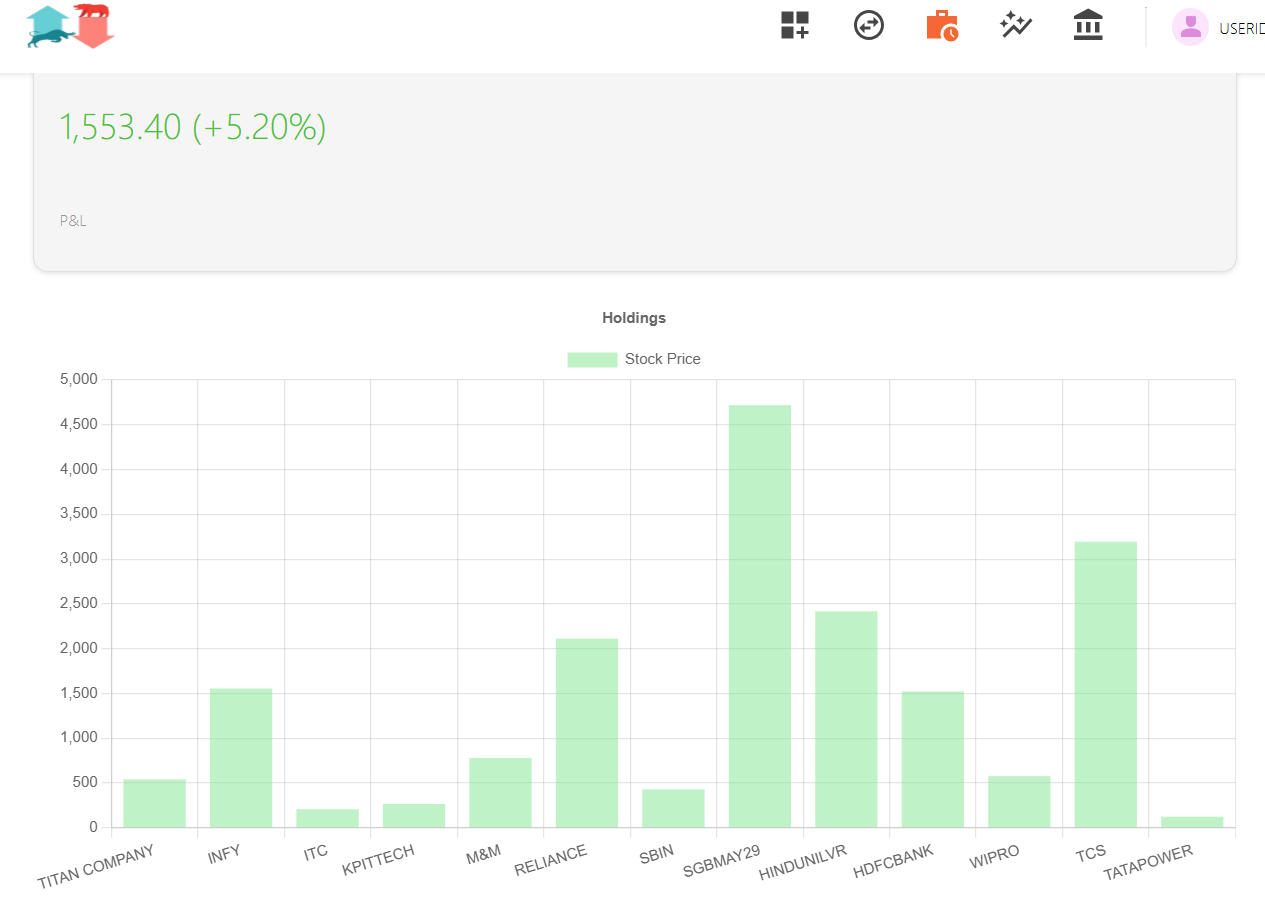 USERID
1,553.40 (+5.20%)
P&L
Holdings
Stock Price
5,000
4,500
4,000
3,500
3,000
2,500
2,000
1,500
1,000
500
0
TITAN COMPANY
INFY
ITC
KPITTECH
M&M
RELIANCE
SBIN
SGBMAY29
HINDUNILVR
HDFCBANK
WIPRO
TCS
TATAPOWER